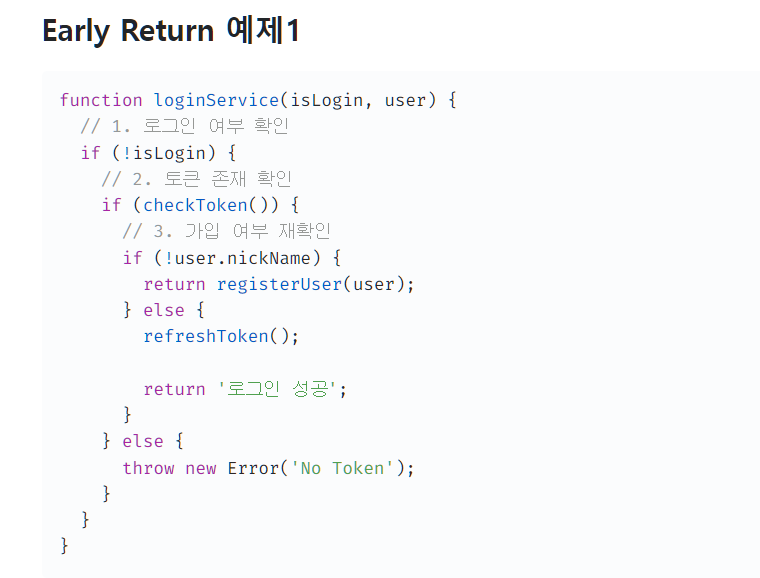 Early Return 예제1
function loginService(isLogin, user) {
  // 1. 로그인 여부 확인
  if (!isLogin) {
    // 2. 토큰 존재 확인
    if (checkToken()) {
      // 3. 가입 여부 재확인
      if (!user.nickName) {
        return registerUser(user);
      } else {
        refreshToken();

        return '로그인 성공';
      }
    } else {
      throw new Error('No Token');
    }
  }
}